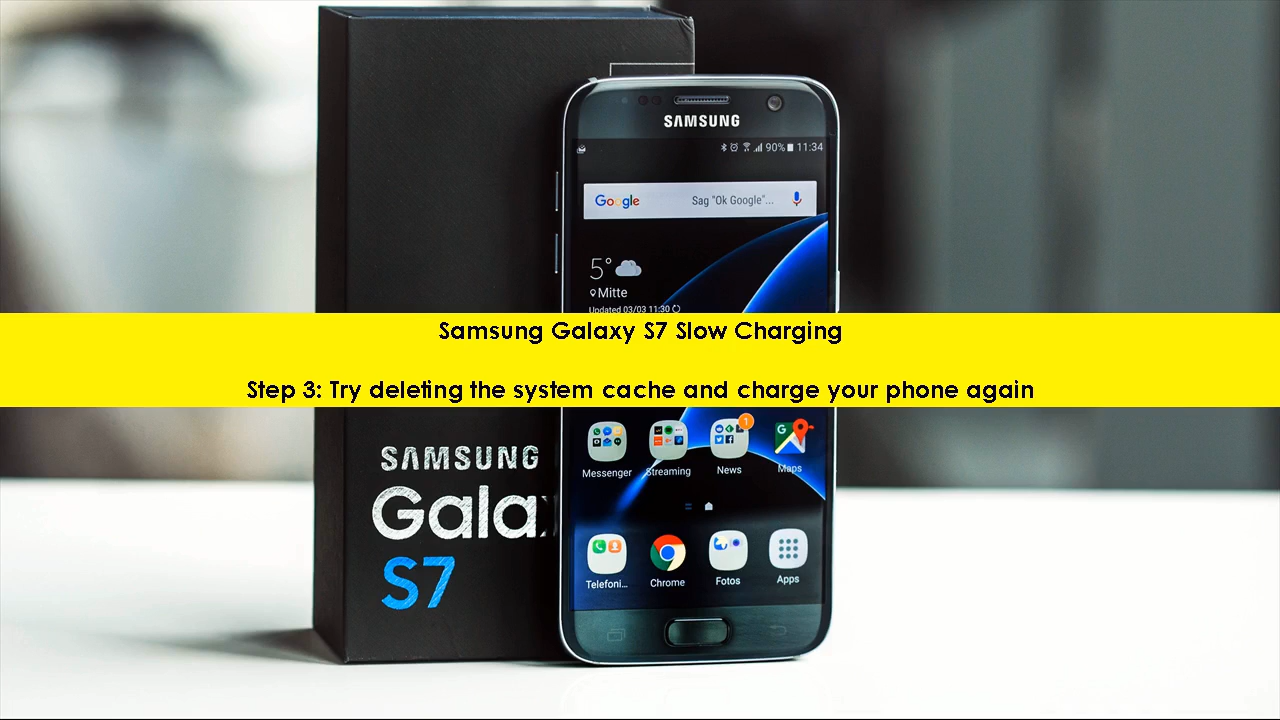 SAMSUNG
90% 11:34
Google Sag "Ok Google"...
5°
Mitte
Updated 03/03 11:30
Samsung Galaxy S7 Slow Charging
Step 3: Try deleting the system cache and charge your phone again
1
Messenger Streaming News Maps
SAMSUNG
Gala
S7
Telefoni... Chrome Fotos Apps